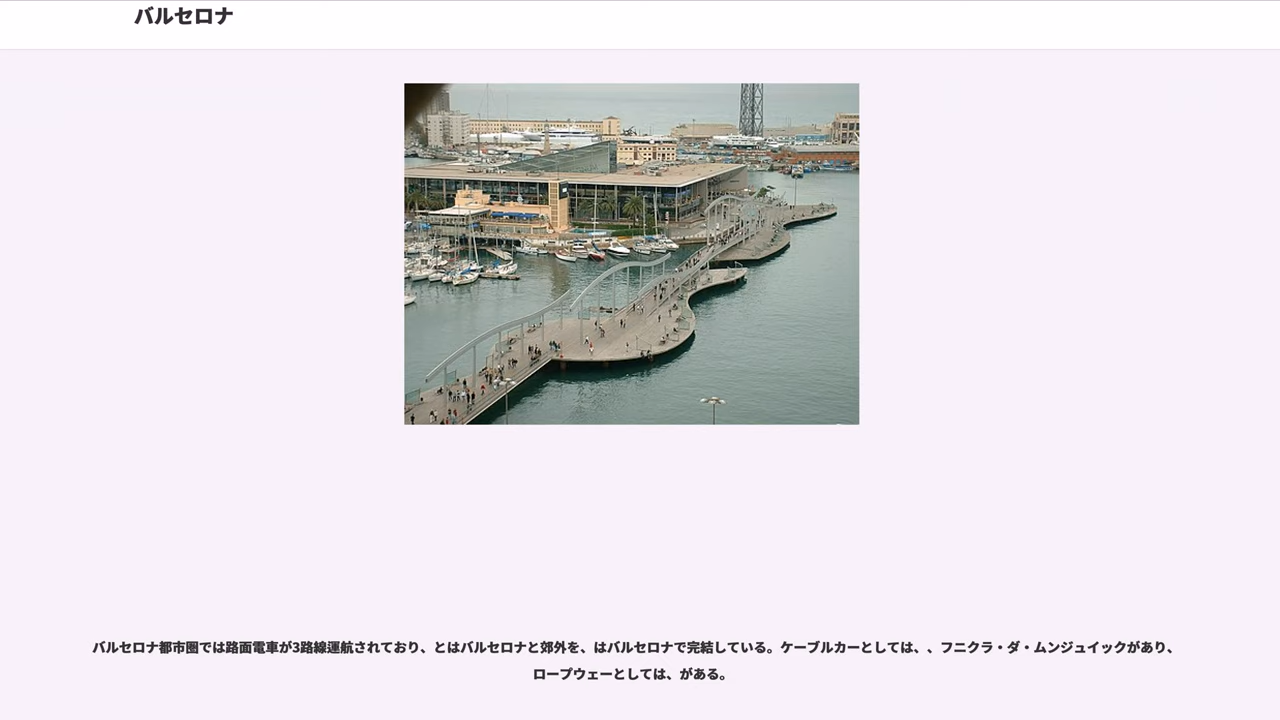 バルセロナ
バルセロナ都市圏では路面電車が3路線運航されており、とはバルセロナと郊外を、はバルセロナで完結している。ケーブルカーとしては、、フニクラ・ダ・ムンジュイックがあり、
ロープウェーとしては、がある。